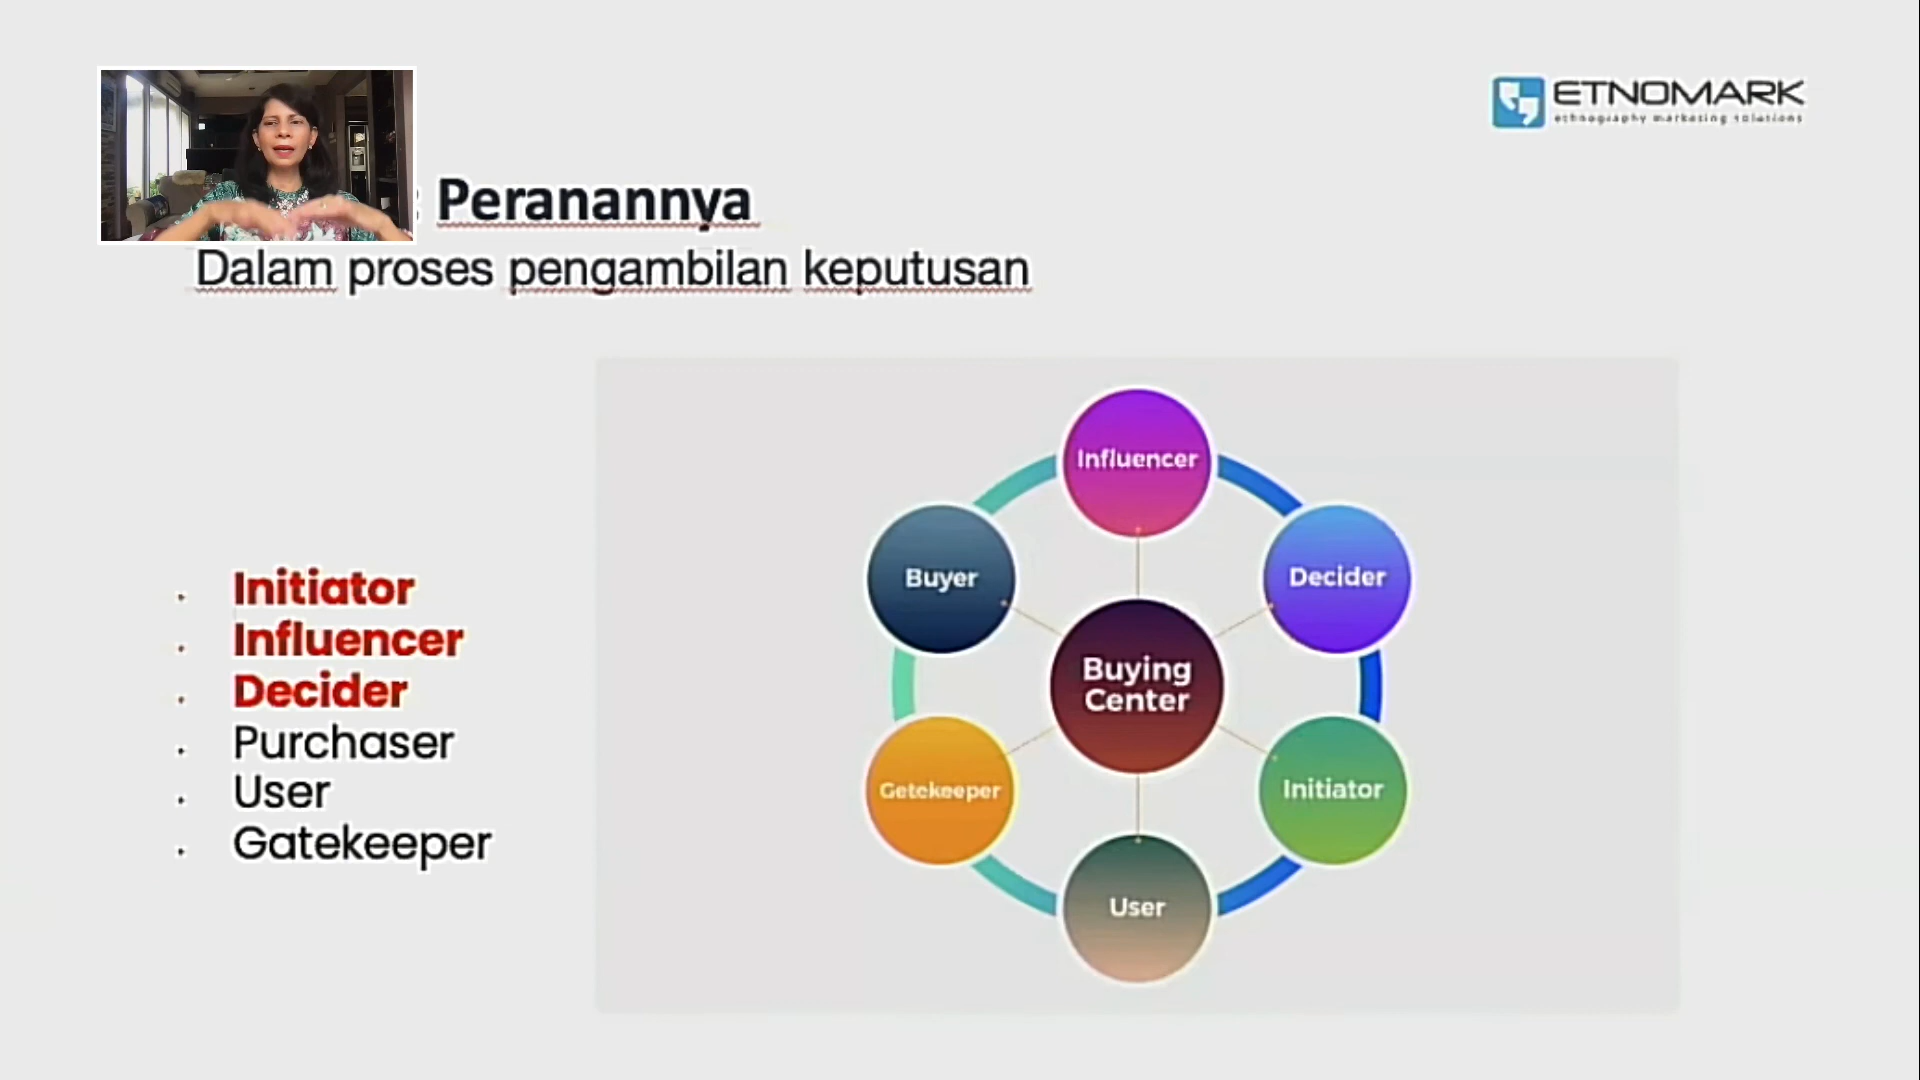 ETNOMARK
ethnography marketing solutions
: Peranannya
Dalam proses pengambilan keputusan
Initiator
Influencer
Decider
Purchaser
User
Gatekeeper
Influencer
Buyer
Decider
Buying
Center
Getekeeper
Initiator
User